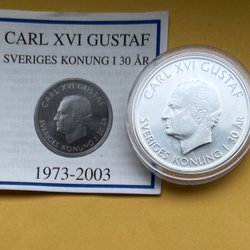 CARL XVI GUSTAF
SVERIGES KONUNG I 30 ÅR
CARL XVI GUSTAF
SVERIGES KONUNG I 30 ÅR
1973-2003
CARL XVI GUSTAF
SVERIGES KONUNG I 30 ÅR